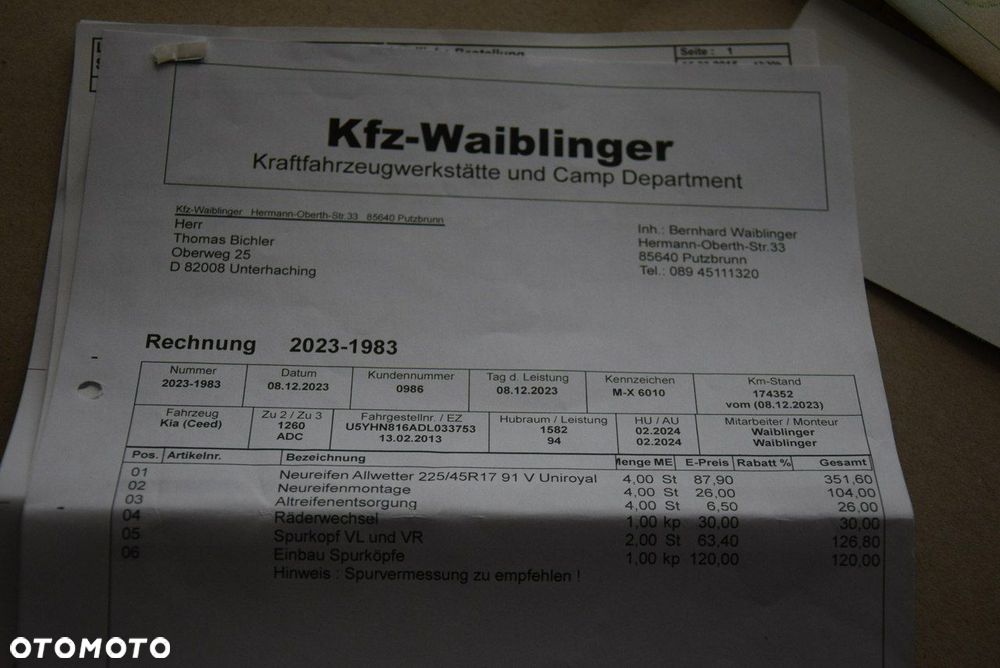 Seite : 1
Kfz-Waiblinger
Kraftfahrzeugwerkstätte und Camp Department
Kfz-Waiblinger Hermann-Oberth-Str.33 85640 Putzbrunn
Herr
Thomas Bichler
Oberweg 25
D 82008 Unterhaching
Inh.: Bernhard Waiblinger
Hermann-Oberth-Str.33
85640 Putzbrunn
Tel.: 089 45111320
Rechnung 2023-1983
Nummer Datum Kundennummer Tag d. Leistung Kennzeichen Km-Stand
2023-1983 08.12.2023 0986 08.12.2023 M-X 6010 174352
vom (08.12.2023)
Fahrzeug Zu 2 / Zu 3 Fahrgestellnr. / EZ Hubraum / Leistung HU / AU Mitarbeiter / Monteur
Kia (Ceed) 1260 U5YHN816ADL033753 1582 02.2024 Waiblinger
ADC 13.02.2013 94 02.2024 Waiblinger
Pos. Artikelnr. Bezeichnung Menge ME E-Preis Rabatt % Gesamt
01 Neureifen Allwetter 225/45R17 91 V Uniroyal 4,00 St 87,90 351,60
02 Neureifenmontage 4,00 St 26,00 104,00
03 Altreifenentsorgung 4,00 St 6,50 26,00
04 Räderwechsel 1,00 kp 30,00 30,00
05 Spurkopf VL und VR 2,00 St 63,40 126,80
06 Einbau Spurköpfe 1,00 kp 120,00 120,00
Hinweis : Spurvermessung zu empfehlen !
OTOMOTO